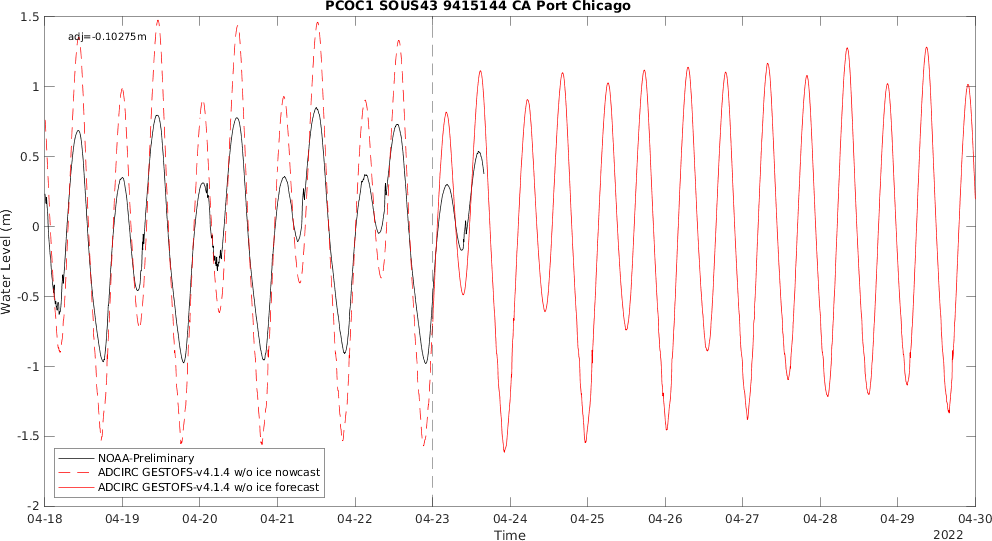 PCOC1 SOUS43 9415144 CA Port Chicago
adj=-0.10275m
Water Level (m)
1.5
1
0.5
0
-0.5
-1
-1.5
-2
NOAA-Preliminary
ADCIRC GESTOFS-v4.1.4 w/o ice nowcast
ADCIRC GESTOFS-v4.1.4 w/o ice forecast
04-18 04-19 04-20 04-21 04-22 04-23 04-24 04-25 04-26 04-27 04-28 04-29 04-30
Time
2022